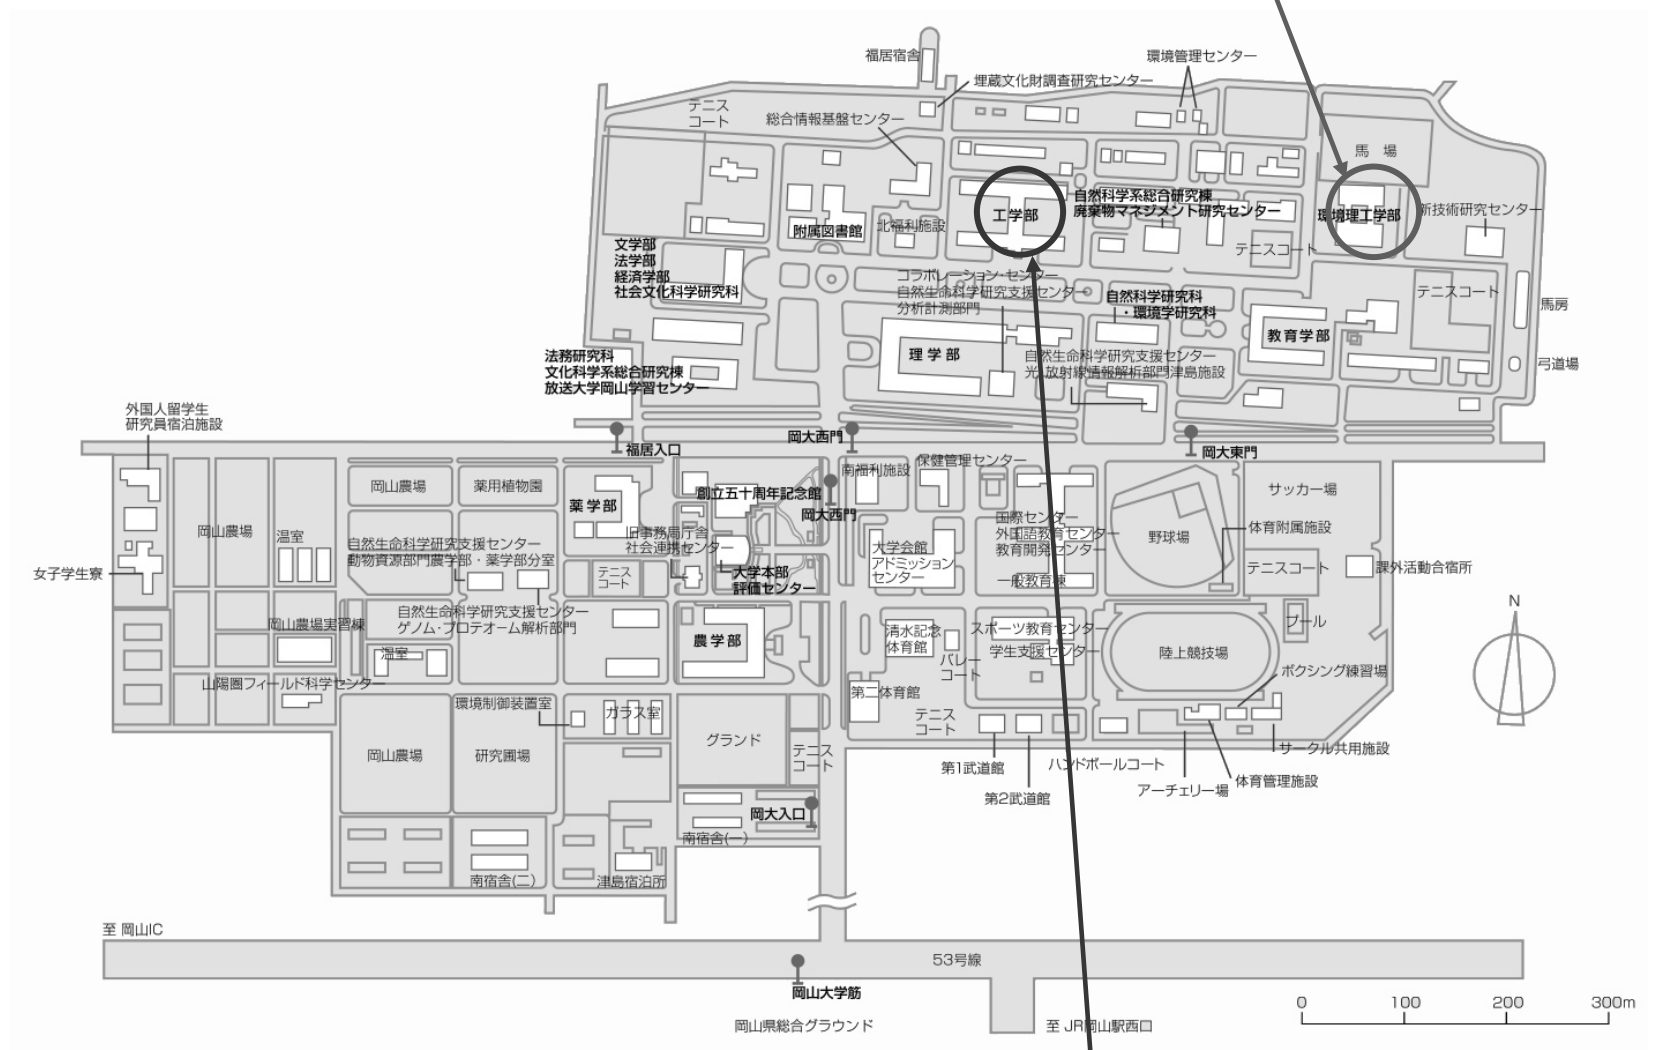 福居宿舎
環境管理センター
埋蔵文化財調査研究センター
テニス
コート
総合情報基盤センター
馬 場
工学部
自然科学系総合研究棟
廃棄物マネジメント研究センター
環境理工学部
新技術研究センター
附属図書館
北福利施設
テニスコート
文学部
法学部
経済学部
社会文化科学研究科
コラボレーション・センター
自然生命科学研究支援センター
分析計測部門
自然科学研究科
・環境学研究科
テニスコート
馬房
教育学部
理学部
法務研究科
文化科学系総合研究棟
放送大学岡山学習センター
自然生命科学研究支援センター
光・放射線情報解析部門津島施設
弓道場
外国人留学生
研究員宿泊施設
福居入口
岡大西門
岡大東門
岡山農場
薬用植物園
薬学部
創立五十周年記念館
岡大西門
南福利施設
保健管理センター
サッカー場
岡山農場
温室
自然生命科学研究支援センター
動物資源部門農学部・薬学部分室
旧事務局庁舎
社会連携センター
大学会館
アドミッション
センター
国際センター
外国語教育センター
教育開発センター
一般教育棟
野球場
体育附属施設
テニスコート
課外活動合宿所
女子学生寮
テニス
コート
大学本部
評価センター
自然生命科学研究支援センター
ゲノム・プロテオーム解析部門
岡山農場実習棟
温室
農学部
清水記念
体育館
バレー
コート
スポーツ教育センター
学生支援センター
陸上競技場
プール
N
山陽圏フィールド科学センター
環境制御装置室
ガラス室
第二体育館
ボクシング練習場
岡山農場
研究圃場
グランド
テニス
コート
テニス
コート
サークル共用施設
第1武道館
ハンドボールコート
体育管理施設
アーチェリー場
第2武道館
岡大入口
南宿舎(一)
南宿舎(二)
津島宿泊所
至 岡山IC
53号線
岡山大学筋
岡山県総合グラウンド
至 JR岡山駅西口
0 100 200 300m